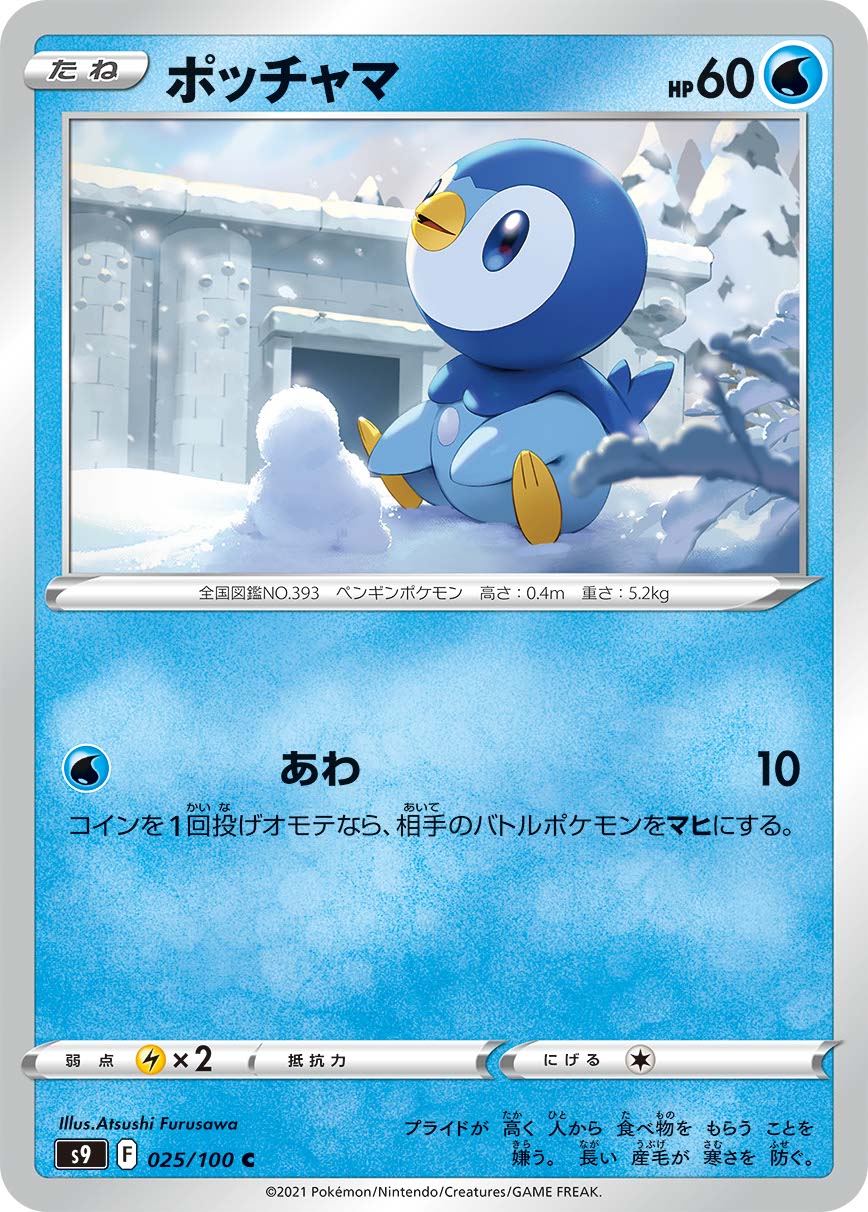 たね ポッチャマ HP60
全国図鑑NO.393 ペンギンポケモン 高さ:0.4m 重さ:5.2kg
あわ 10
かい な あいて
コインを1回投げオモテなら、相手のバトルポケモンをマヒにする。
弱点 ×2 抵抗力 にげる
Illus.Atsushi Furusawa
たか ひと た もの
プライドが 高く 人から 食べ物を もらう ことを
きら なが うぶげ さむ ふせ
嫌う。 長い 産毛が 寒さを 防ぐ。
s9 F 025/100 C
©2021 Pokémon/Nintendo/Creatures/GAME FREAK.